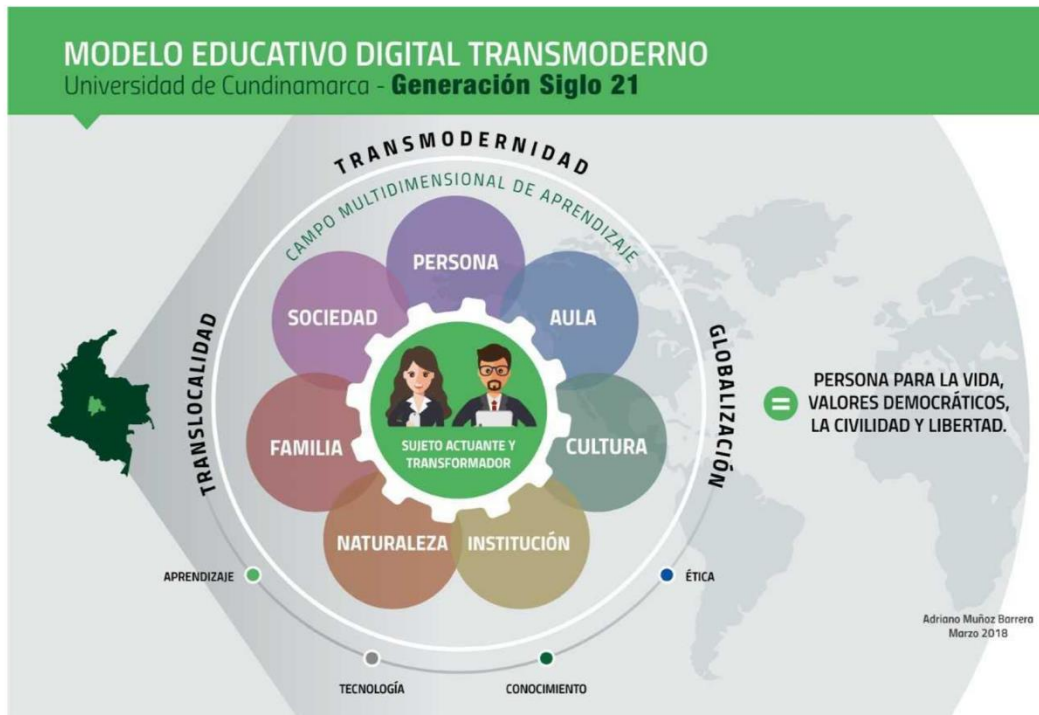 MODELO EDUCATIVO DIGITAL TRANSMODERNO
Universidad de Cundinamarca - Generación Siglo 21
TRANSMODERNIDAD
CAMPO MULTIDIMENSIONAL DE APRENDIZAJE
TRANSLOCALIDAD
GLOBALIZACIÓN
PERSONA
SOCIEDAD
AULA
FAMILIA
CULTURA
NATURALEZA
INSTITUCIÓN
SUJETO ACTUANTE Y
TRANSFORMADOR
=
PERSONA PARA LA VIDA,
VALORES DEMOCRÁTICOS,
LA CIVILIDAD Y LIBERTAD.
APRENDIZAJE
ÉTICA
TECNOLOGÍA
CONOCIMIENTO
Adriano Muñoz Barrera
Marzo 2018